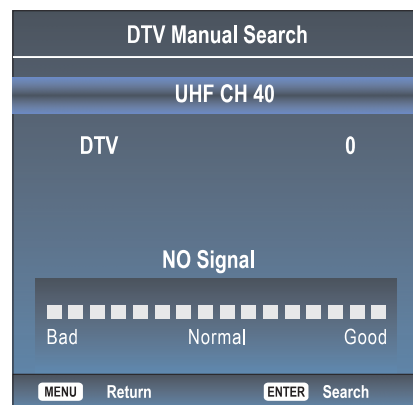 DTV Manual Search
UHF CH 40
DTV 0
NO Signal
Bad Normal Good
MENU Return ENTER Search